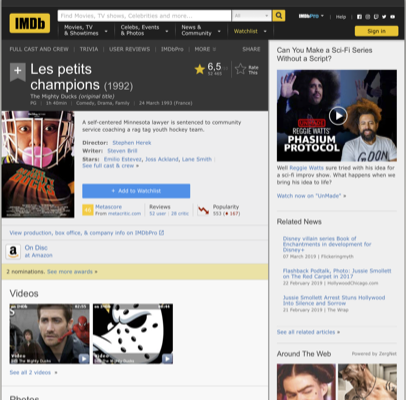 IMDb
Find Movies, TV shows, Celebrities and more...
All
IMDbPro
Help
Movies, TV
& Showtimes
Celebs, Events
& Photos
News &
Community
Watchlist
Sign in
FULL CAST AND CREW | TRIVIA | USER REVIEWS | IMDbPro | MORE
SHARE
Les petits
champions (1992)
The Mighty Ducks (original title)
PG | 1h 40min | Comedy, Drama, Family | 24 March 1993 (France)
6,5
Rate
This
A self-centered Minnesota lawyer is sentenced to community
service coaching a rag tag youth hockey team.
Director: Stephen Herek
Writer: Steven Brill
Stars: Emilio Estevez, Joss Ackland, Lane Smith
See full cast & crew »
+ Add to Watchlist
Metascore
From metacritic.com
Reviews
52 user
28 critic
Popularity
553
View production, box office, & company info on IMDbPro
On Disc
at Amazon
2 nominations. See more awards »
Videos
Video
Video
See all 2 videos »
Photos
Can You Make a Sci-Fi Series
Without a Script?
REGGIE WATTS'
PHASIUM
PROTOCOL
Well Reggie Watts sure tried with his idea for
a sci-fi improv show. What happens when we
bring his idea to life?
Watch now on "UnMade" »
Related News
Disney villain series Book of
Enchantments in development for
Disney+
07 March 2019 | Flickeringmyth
Flashback Podtalk, Photo: Jussie Smollett
on The Red Carpet in 2017
22 February 2019 | HollywoodChicago.com
Jussie Smollett Arrest Stuns Hollywood
Into Silence and Sorrow
21 February 2019 | The Wrap
See all related articles »
Around The Web
Powered by ZergNet